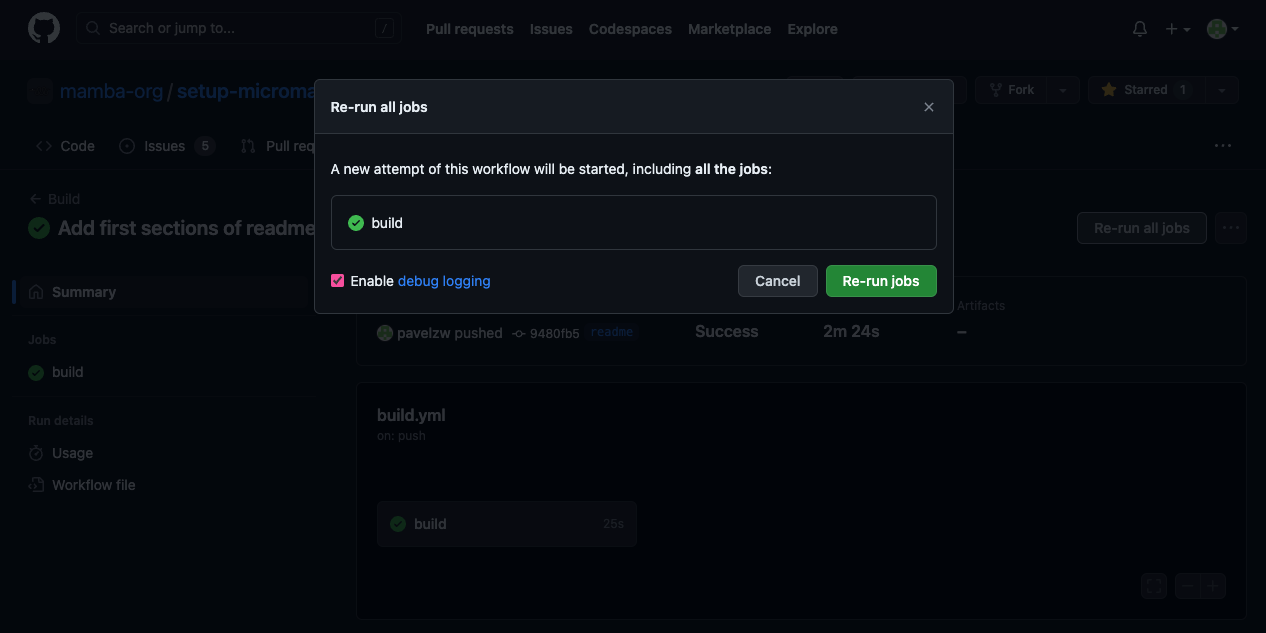 Search or jump to... /
Pull requests Issues Codespaces Marketplace Explore
mamba-org / setup-microma
Fork
Starred 1
Code
Issues 5
Pull req
Re-run all jobs
A new attempt of this workflow will be started, including all the jobs:
build
Enable debug logging
Cancel
Re-run jobs
Build
Add first sections of readme
Re-run all jobs
Summary
Jobs
build
Run details
Usage
Workflow file
pavelzw pushed 9480fb5 readme
Success
2m 24s
Artifacts
–
build.yml
on: push
build 25s